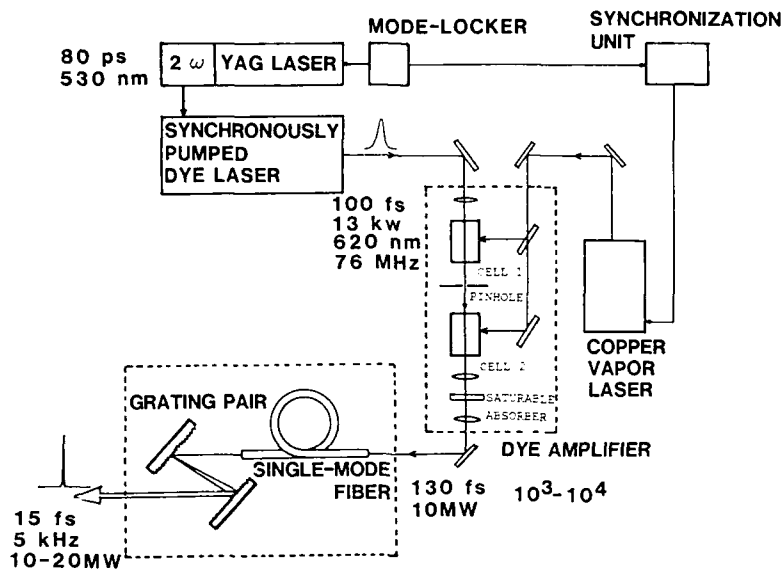 MODE-LOCKER
SYNCHRONIZATION
UNIT
80 ps
530 nm
2 ω
YAG LASER
SYNCHRONOUSLY
PUMPED
DYE LASER
100 fs
13 kw
620 nm
76 MHz
CELL 1
PINHOLE
CELL 2
SATURABLE
ABSORBER
COPPER
VAPOR
LASER
DYE AMPLIFIER
10³-10⁴
130 fs
10MW
GRATING PAIR
SINGLE-MODE
FIBER
15 fs
5 kHz
10-20MW